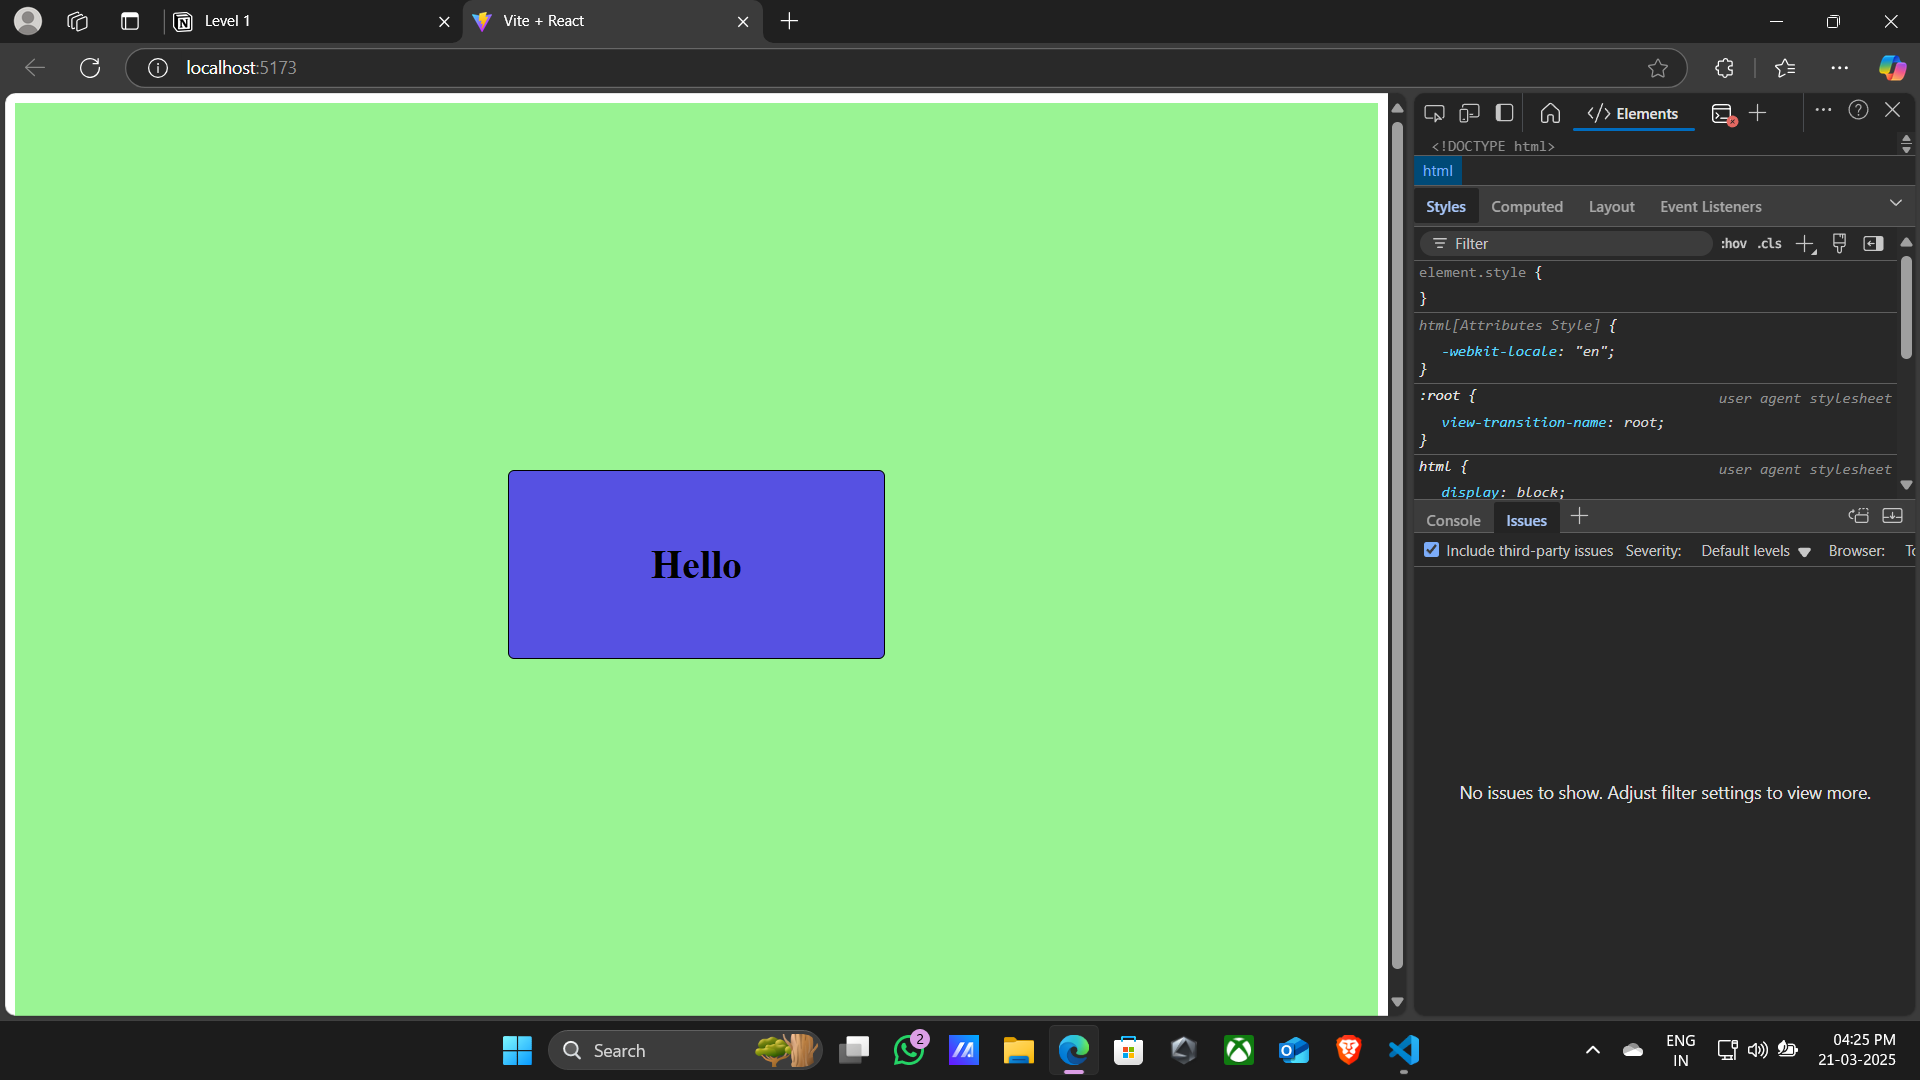 Level 1
Vite + React
localhost:5173
Elements
<!DOCTYPE html>
html
Styles Computed Layout Event Listeners
Filter :hov .cls
element.style {
}
html[Attributes Style] {
-webkit-locale: "en";
}
:root { user agent stylesheet
view-transition-name: root;
}
html { user agent stylesheet
display: block;
Console Issues
Include third-party issues Severity: Default levels Browser:
Hello
No issues to show. Adjust filter settings to view more.
Search
2
ENG
IN
04:25 PM
21-03-2025